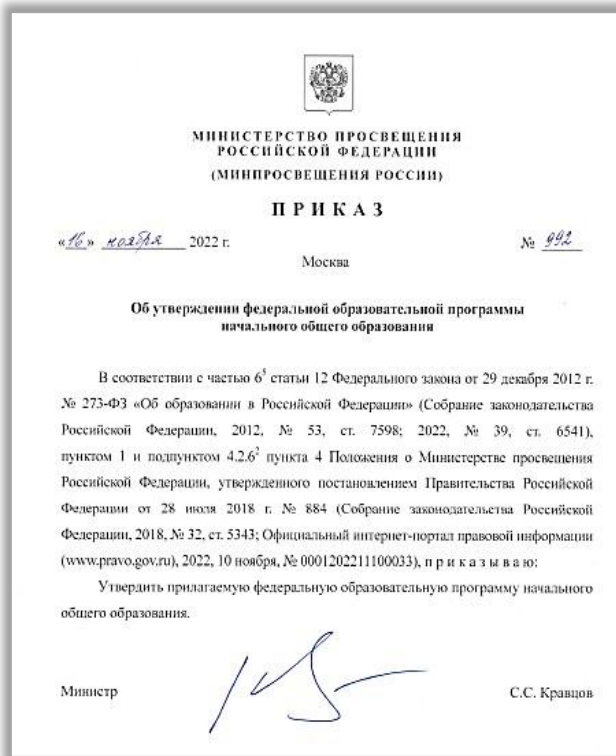 МИНИСТЕРСТВО ПРОСВЕЩЕНИЯ
РОССИЙСКОЙ ФЕДЕРАЦИИ
(МИНПРОСВЕЩЕНИЯ РОССИИ)
ПРИКАЗ
«16» ноября 2022 г. № 992
Москва
Об утверждении федеральной образовательной программы
начального общего образования
В соответствии с частью 6⁵ статьи 12 Федерального закона от 29 декабря 2012 г.
№ 273-ФЗ «Об образовании в Российской Федерации» (Собрание законодательства
Российской Федерации, 2012, № 53, ст. 7598; 2022, № 39, ст. 6541),
пунктом 1 и подпунктом 4.2.6² пункта 4 Положения о Министерстве просвещения
Российской Федерации, утвержденного постановлением Правительства Российской
Федерации от 28 июля 2018 г. № 884 (Собрание законодательства Российской
Федерации, 2018, № 32, ст. 5343; Официальный интернет-портал правовой информации
(www.pravo.gov.ru), 2022, 10 ноября, № 0001202211100033), п р и к а з ы в а ю:
Утвердить прилагаемую федеральную образовательную программу начального
общего образования.
Министр С.С. Кравцов